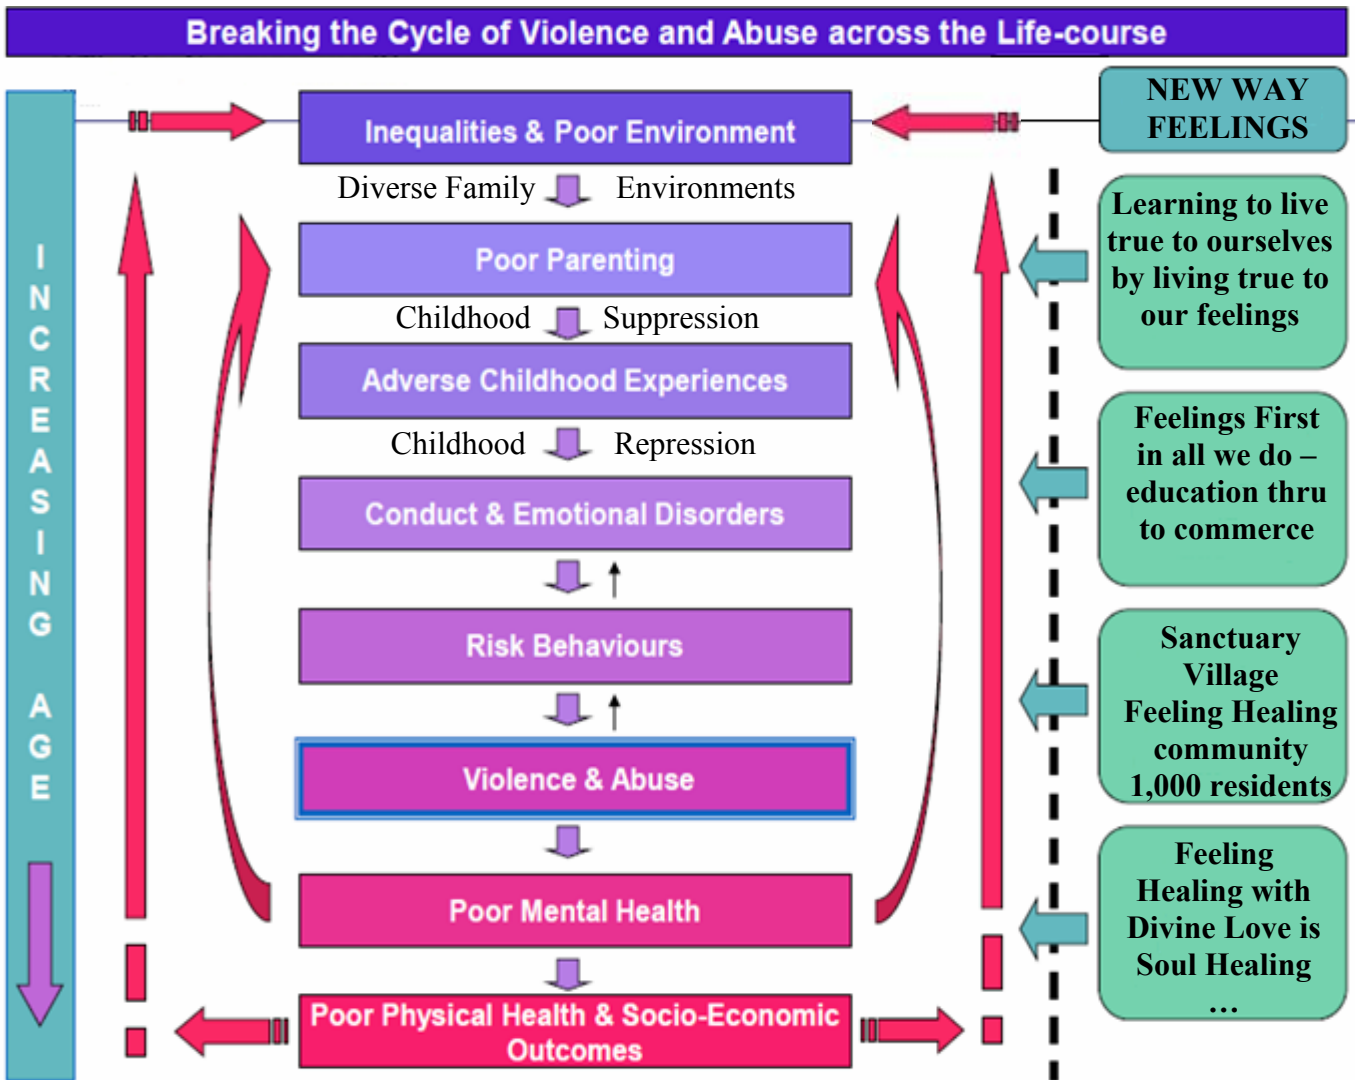 Breaking the Cycle of Violence and Abuse across the Life-course
INCREASING AGE
Inequalities & Poor Environment
Diverse Family Environments
Poor Parenting
Childhood Suppression
Adverse Childhood Experiences
Childhood Repression
Conduct & Emotional Disorders
Risk Behaviours
Violence & Abuse
Poor Mental Health
Poor Physical Health & Socio-Economic
Outcomes
NEW WAY
FEELINGS
Learning to live
true to ourselves
by living true to
our feelings
Feelings First
in all we do –
education thru
to commerce
Sanctuary
Village
Feeling Healing
community
1,000 residents
Feeling
Healing with
Divine Love is
Soul Healing
…